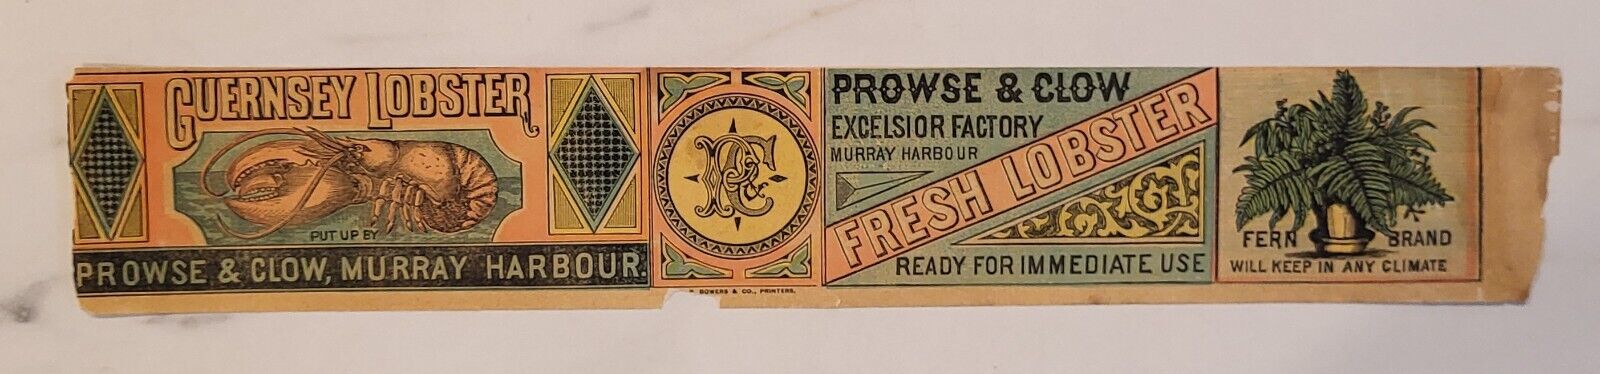 GUERNSEY LOBSTER
PUT UP BY
PROWSE & CLOW, MURRAY HARBOUR.
P & C
BOWERS & CO., PRINTERS.
PROWSE & CLOW
EXCELSIOR FACTORY
MURRAY HARBOUR
FRESH LOBSTER
READY FOR IMMEDIATE USE
FERN BRAND
WILL KEEP IN ANY CLIMATE